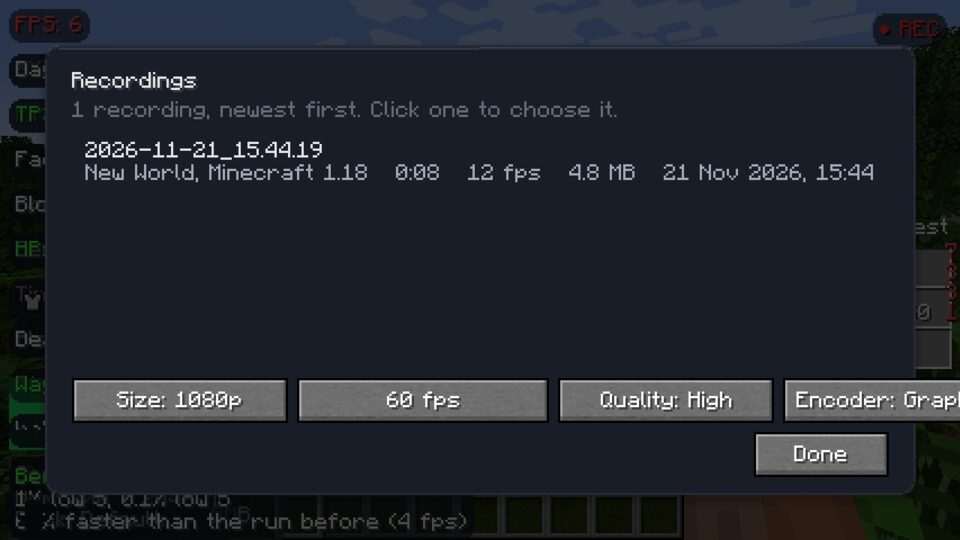 FPS: 6
REC
Recordings
1 recording, newest first. Click one to choose it.
2026-11-21_15.44.19
New World, Minecraft 1.18 0:08 12 fps 4.8 MB 21 Nov 2026, 15:44
Size: 1080p
60 fps
Quality: High
Encoder: Grap
Done
faster than the run before (4 fps)